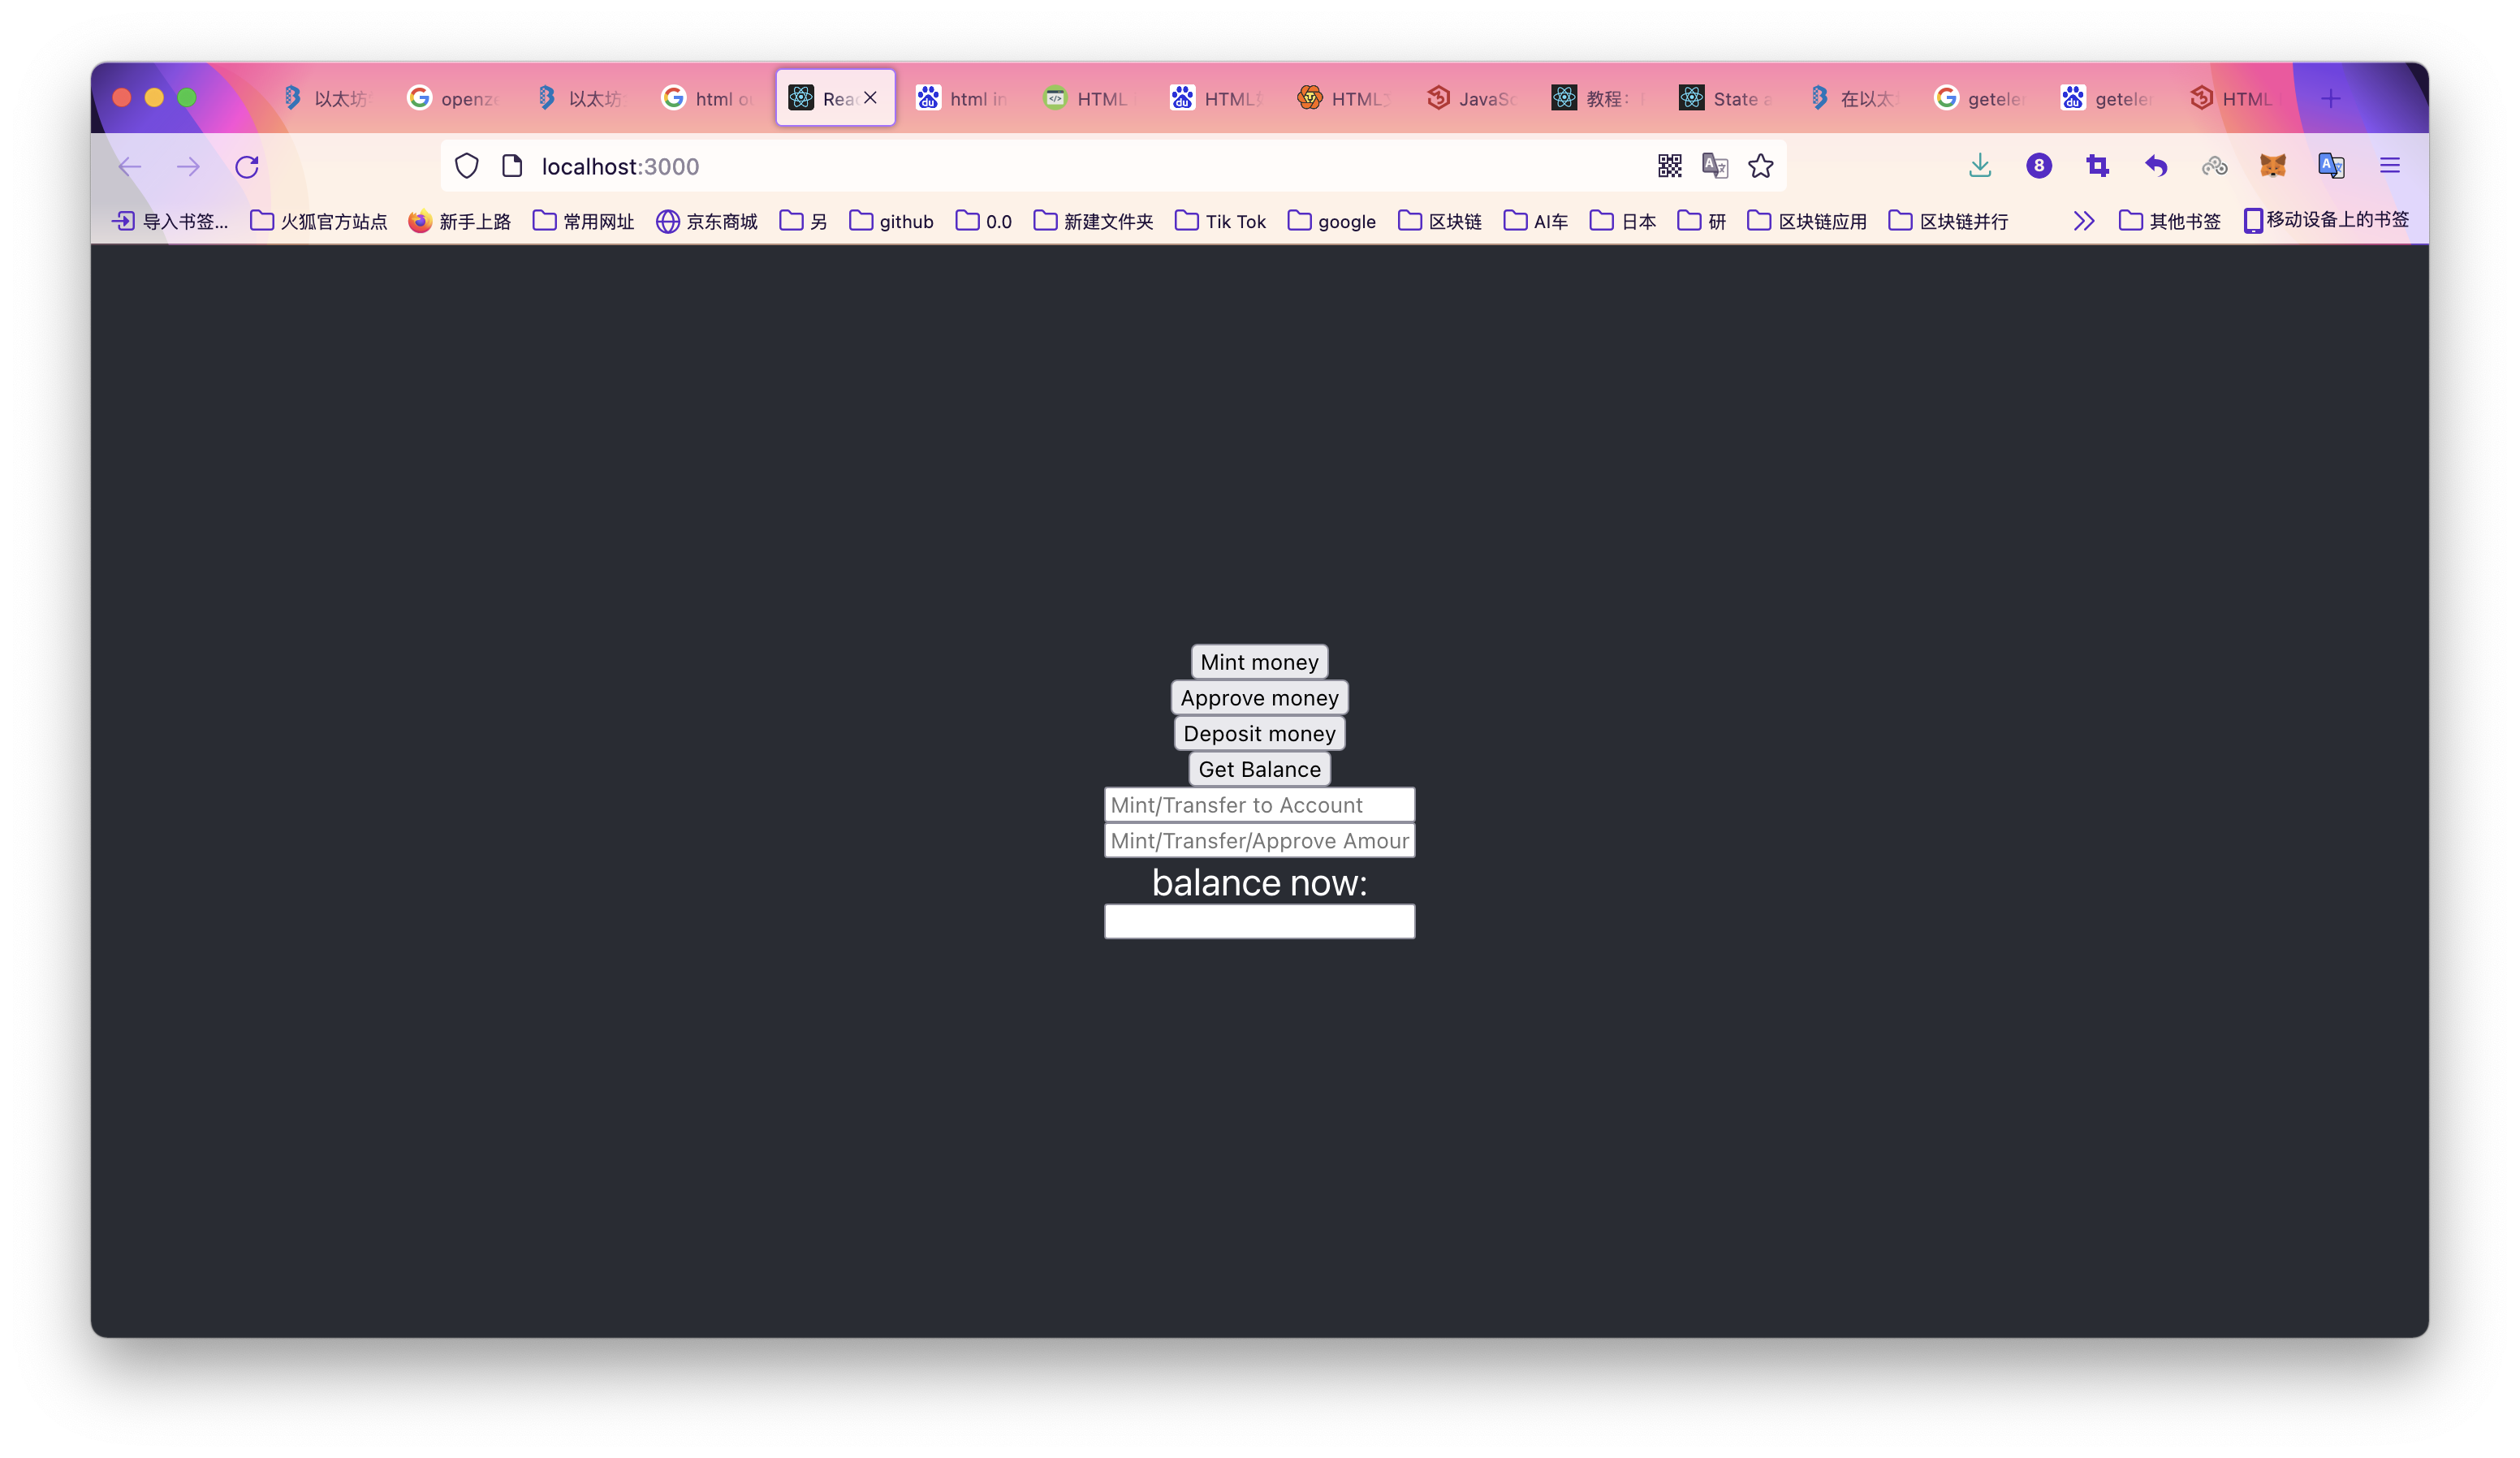 以太坊 openze 以太坊 html ou Reac html in HTML HTML HTML JavaSc 教程： State a 在以太 getele getele HTML
localhost:3000
8
导入书签... 火狐官方站点 新手上路 常用网址 京东商城 另 github 0.0 新建文件夹 Tik Tok google 区块链 AI车 日本 研 区块链应用 区块链并行 其他书签 移动设备上的书签
Mint money
Approve money
Deposit money
Get Balance
Mint/Transfer to Account
Mint/Transfer/Approve Amour
balance now: